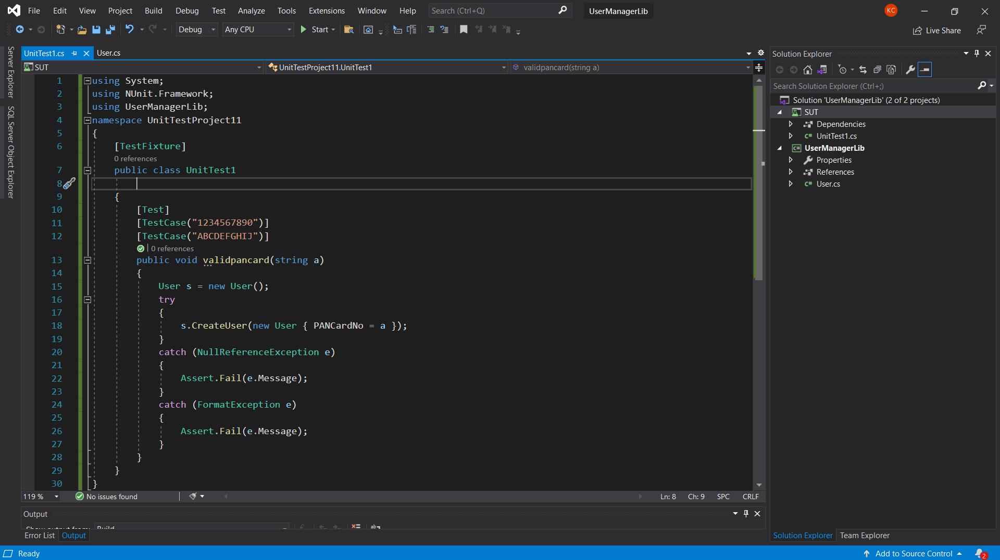 File Edit View Project Build Debug Test Analyze Tools Extensions Window Help Search (Ctrl+Q) UserManagerLib KC
Debug Any CPU Start Live Share
Server Explorer
SQL Server Object Explorer
UnitTest1.cs User.cs
SUT UnitTestProject11.UnitTest1 validpancard(string a)
1 using System;
2 using NUnit.Framework;
3 using UserManagerLib;
4 namespace UnitTestProject11
5 {
6 [TestFixture]
0 references
7 public class UnitTest1
8
9 {
10 [Test]
11 [TestCase("1234567890")]
12 [TestCase("ABCDEFGHIJ")]
0 references
13 public void validpancard(string a)
14 {
15 User s = new User();
16 try
17 {
18 s.CreateUser(new User { PANCardNo = a });
19 }
20 catch (NullReferenceException e)
21 {
22 Assert.Fail(e.Message);
23 }
24 catch (FormatException e)
25 {
26 Assert.Fail(e.Message);
27 }
28 }
29 }
30 }
119 % No issues found Ln: 8 Ch: 9 SPC CRLF
Output
Show output from: Build
Error List Output
Solution Explorer
Search Solution Explorer (Ctrl+;)
Solution 'UserManagerLib' (2 of 2 projects)
SUT
Dependencies
C# UnitTest1.cs
C# UserManagerLib
Properties
References
C# User.cs
Solution Explorer Team Explorer
Ready Add to Source Control 2